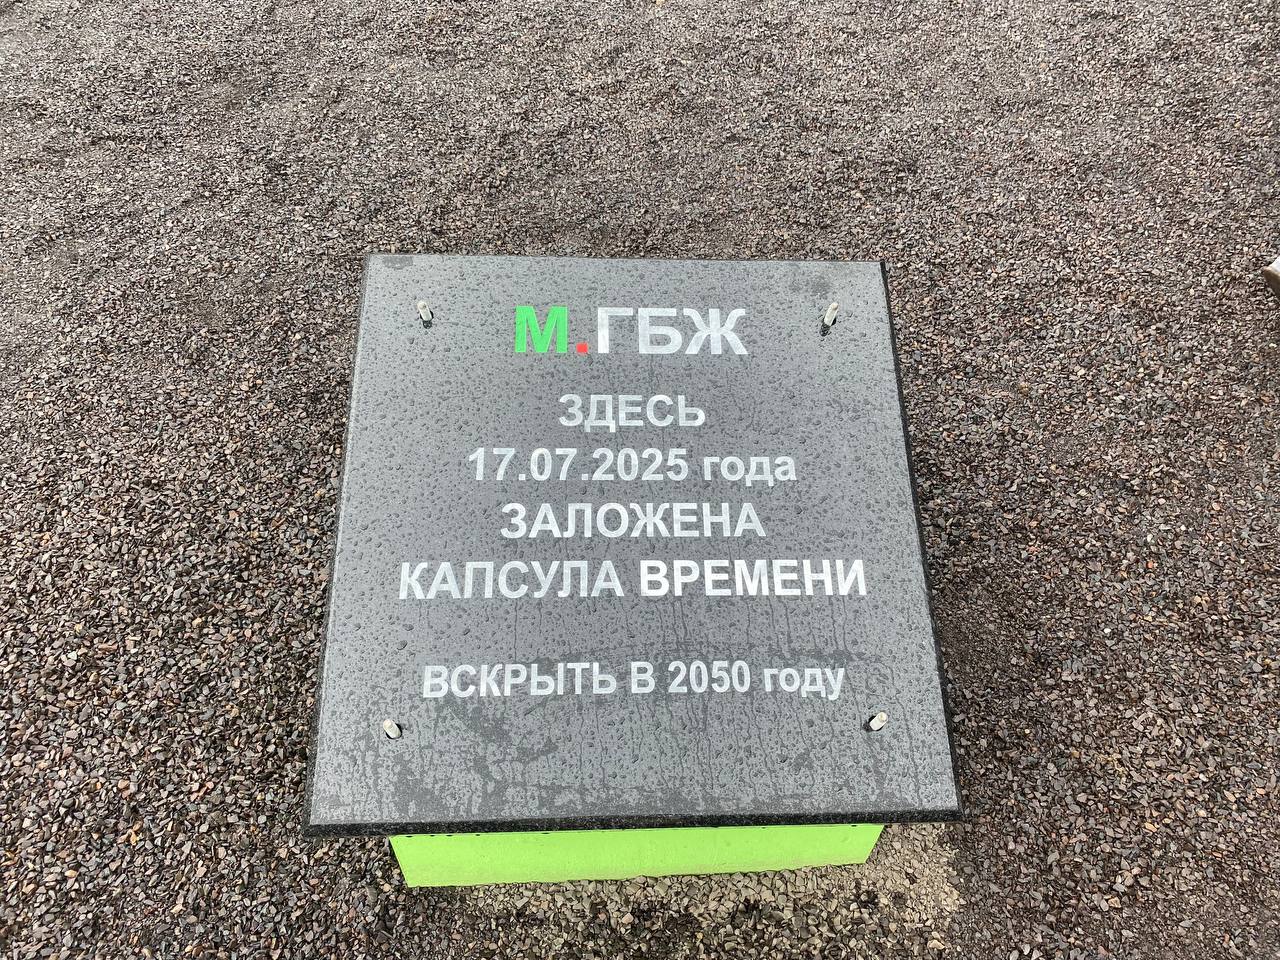 М.ГБЖ
ЗДЕСЬ
17.07.2025 года
ЗАЛОЖЕНА
КАПСУЛА ВРЕМЕНИ
ВСКРЫТЬ В 2050 году